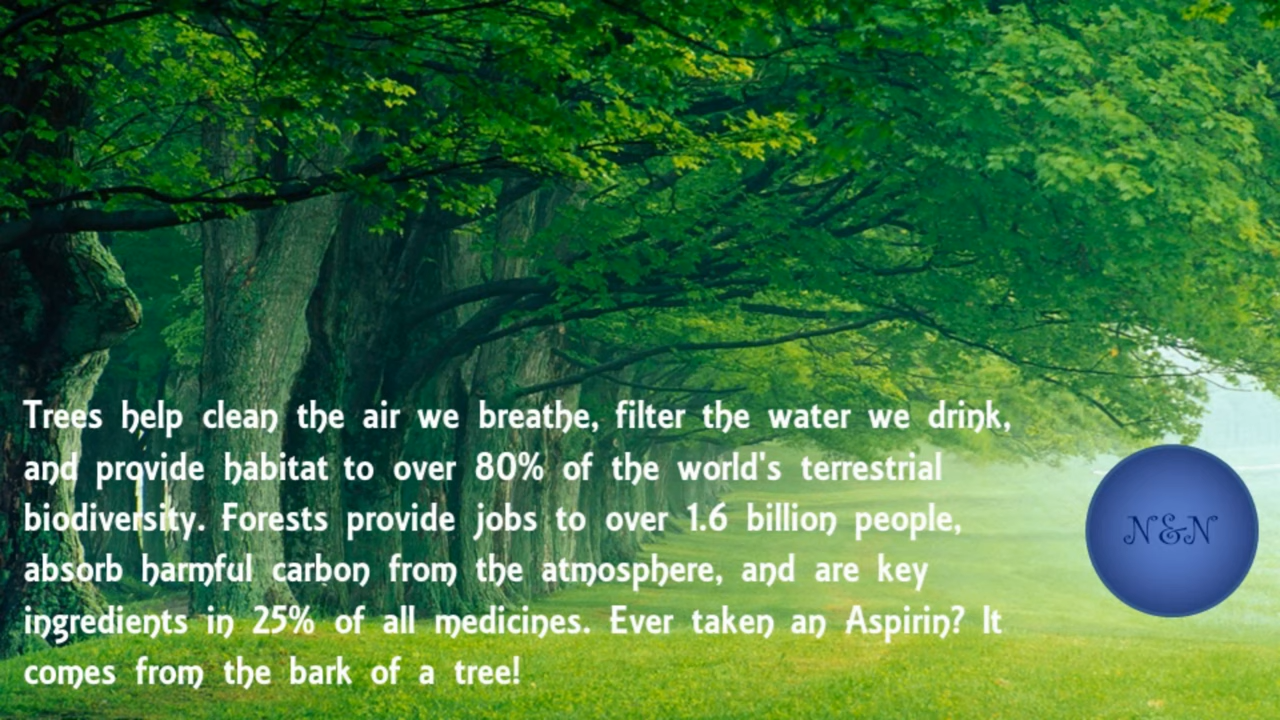 Trees help clean the air we breathe, filter the water we drink,
and provide habitat to over 80% of the world's terrestrial
biodiversity. Forests provide jobs to over 1.6 billion people,
absorb harmful carbon from the atmosphere, and are key
ingredients in 25% of all medicines. Ever taken an Aspirin? It
comes from the bark of a tree!
N&N